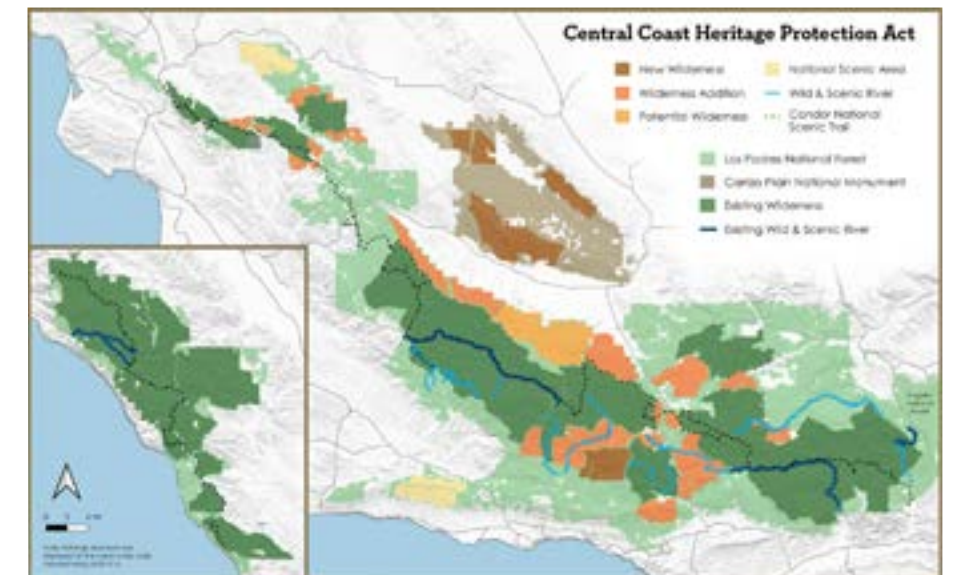 Central Coast Heritage Protection Act
New Wilderness
National Scenic Area
Wilderness Addition
Wild & Scenic River
Potential Wilderness
Condor National
Scenic Trail
Los Padres National Forest
Carrizo Plain National Monument
Existing Wilderness
Existing Wild & Scenic River